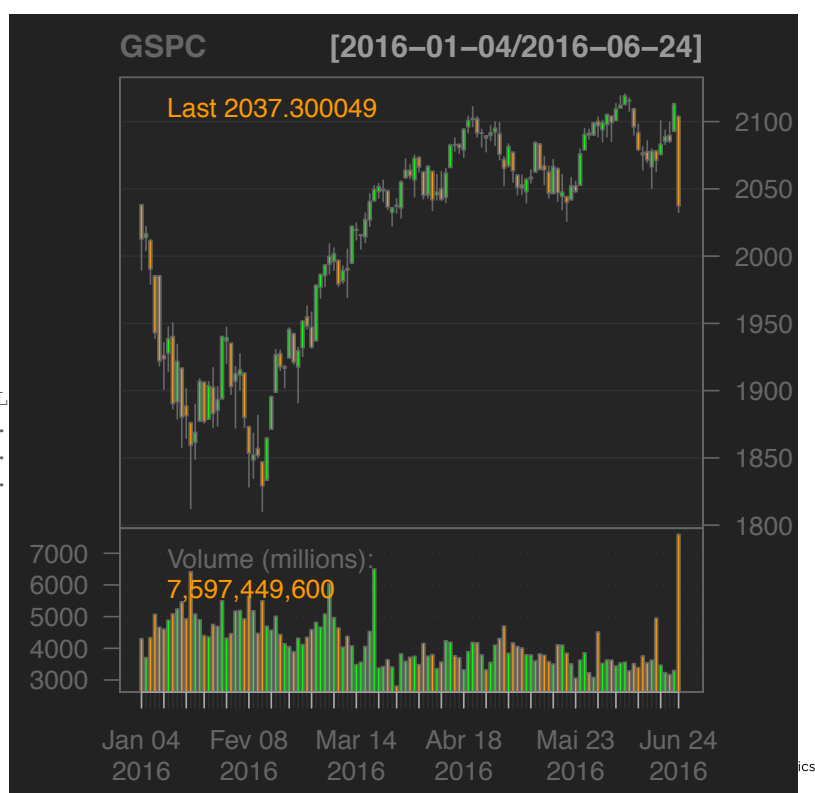 GSPC [2016−01−04/2016−06−24]
Last 2037.300049
2100
2050
2000
1950
1900
1850
1800
Volume (millions):
7,597,449,600
7000
6000
5000
4000
3000
Jan 04 Fev 08 Mar 14 Abr 18 Mai 23 Jun 24
2016 2016 2016 2016 2016 2016
ics